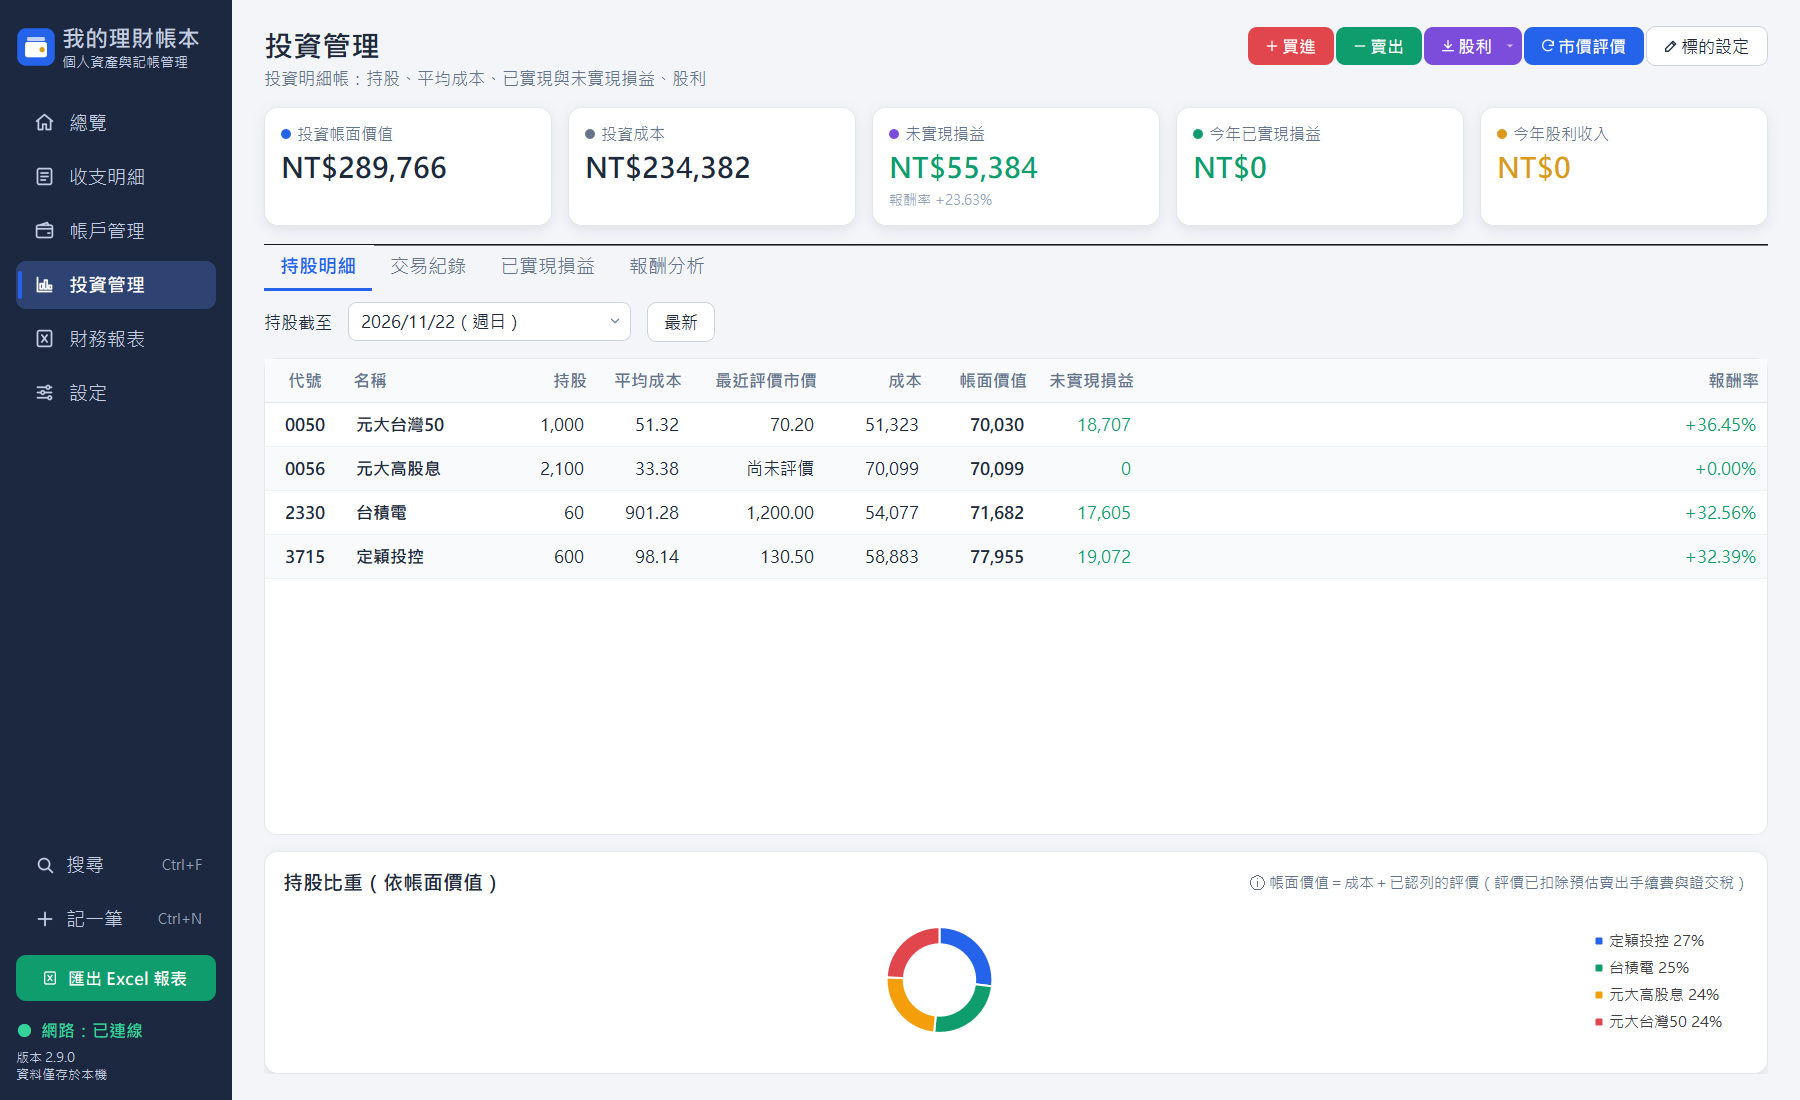 我的理財帳本
個人資產與記帳管理
總覽
收支明細
帳戶管理
投資管理
財務報表
設定
搜尋 Ctrl+F
記一筆 Ctrl+N
匯出 Excel 報表
網路：已連線
版本 2.9.0
資料僅存於本機
投資管理
投資明細帳：持股、平均成本、已實現與未實現損益、股利
＋買進
－賣出
股利
市價評價
標的設定
投資帳面價值
NT$289,766
投資成本
NT$234,382
未實現損益
NT$55,384
報酬率 +23.63%
今年已實現損益
NT$0
今年股利收入
NT$0
持股明細 交易紀錄 已實現損益 報酬分析
持股截至 2026/11/22（週日） 最新
代號 名稱 持股 平均成本 最近評價市價 成本 帳面價值 未實現損益 報酬率
0050 元大台灣50 1,000 51.32 70.20 51,323 70,030 18,707 +36.45%
0056 元大高股息 2,100 33.38 尚未評價 70,099 70,099 0 +0.00%
2330 台積電 60 901.28 1,200.00 54,077 71,682 17,605 +32.56%
3715 定穎投控 600 98.14 130.50 58,883 77,955 19,072 +32.39%
持股比重（依帳面價值）
帳面價值＝成本＋已認列的評價（評價已扣除預估賣出手續費與證交稅）
定穎投控 27%
台積電 25%
元大高股息 24%
元大台灣50 24%